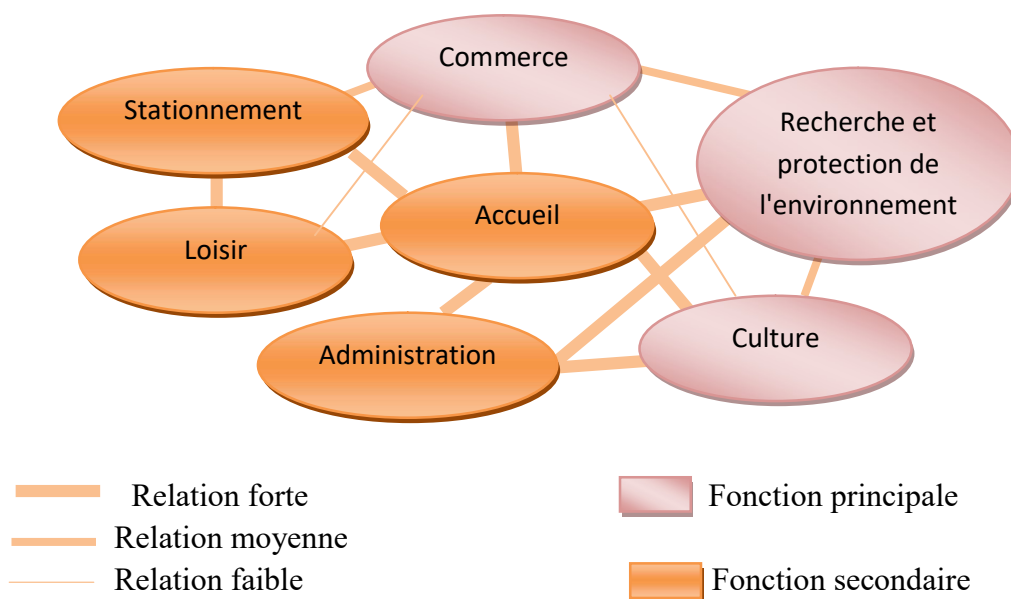 Commerce
Stationnement
Recherche et
protection de
l'environnement
Accueil
Loisir
Administration
Culture
Relation forte
Relation moyenne
Relation faible
Fonction principale
Fonction secondaire